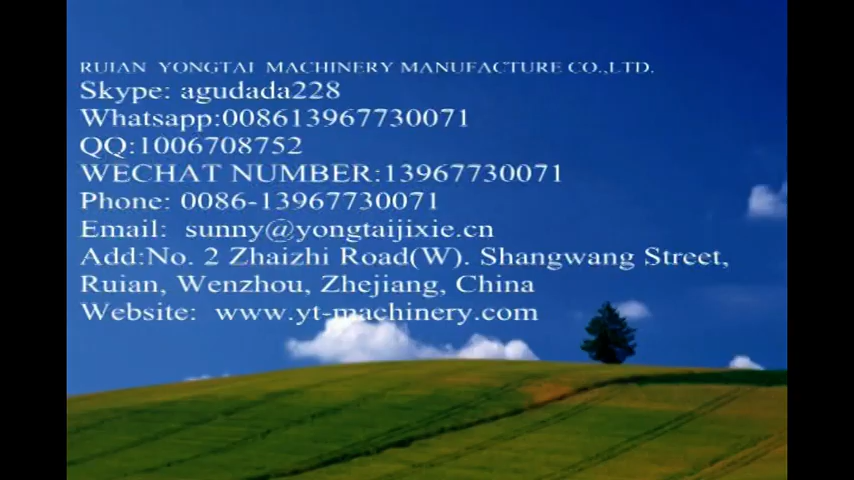 RUIAN YONGTAI MACHINERY MANUFACTURE CO.,LTD.
Skype: agudada228
Whatsapp:008613967730071
QQ:1006708752
WECHAT NUMBER:13967730071
Phone: 0086-13967730071
Email: sunny@yongtaijixie.cn
Add:No. 2 Zhaizhi Road(W). Shangwang Street,
Ruian, Wenzhou, Zhejiang, China
Website: www.yt-machinery.com